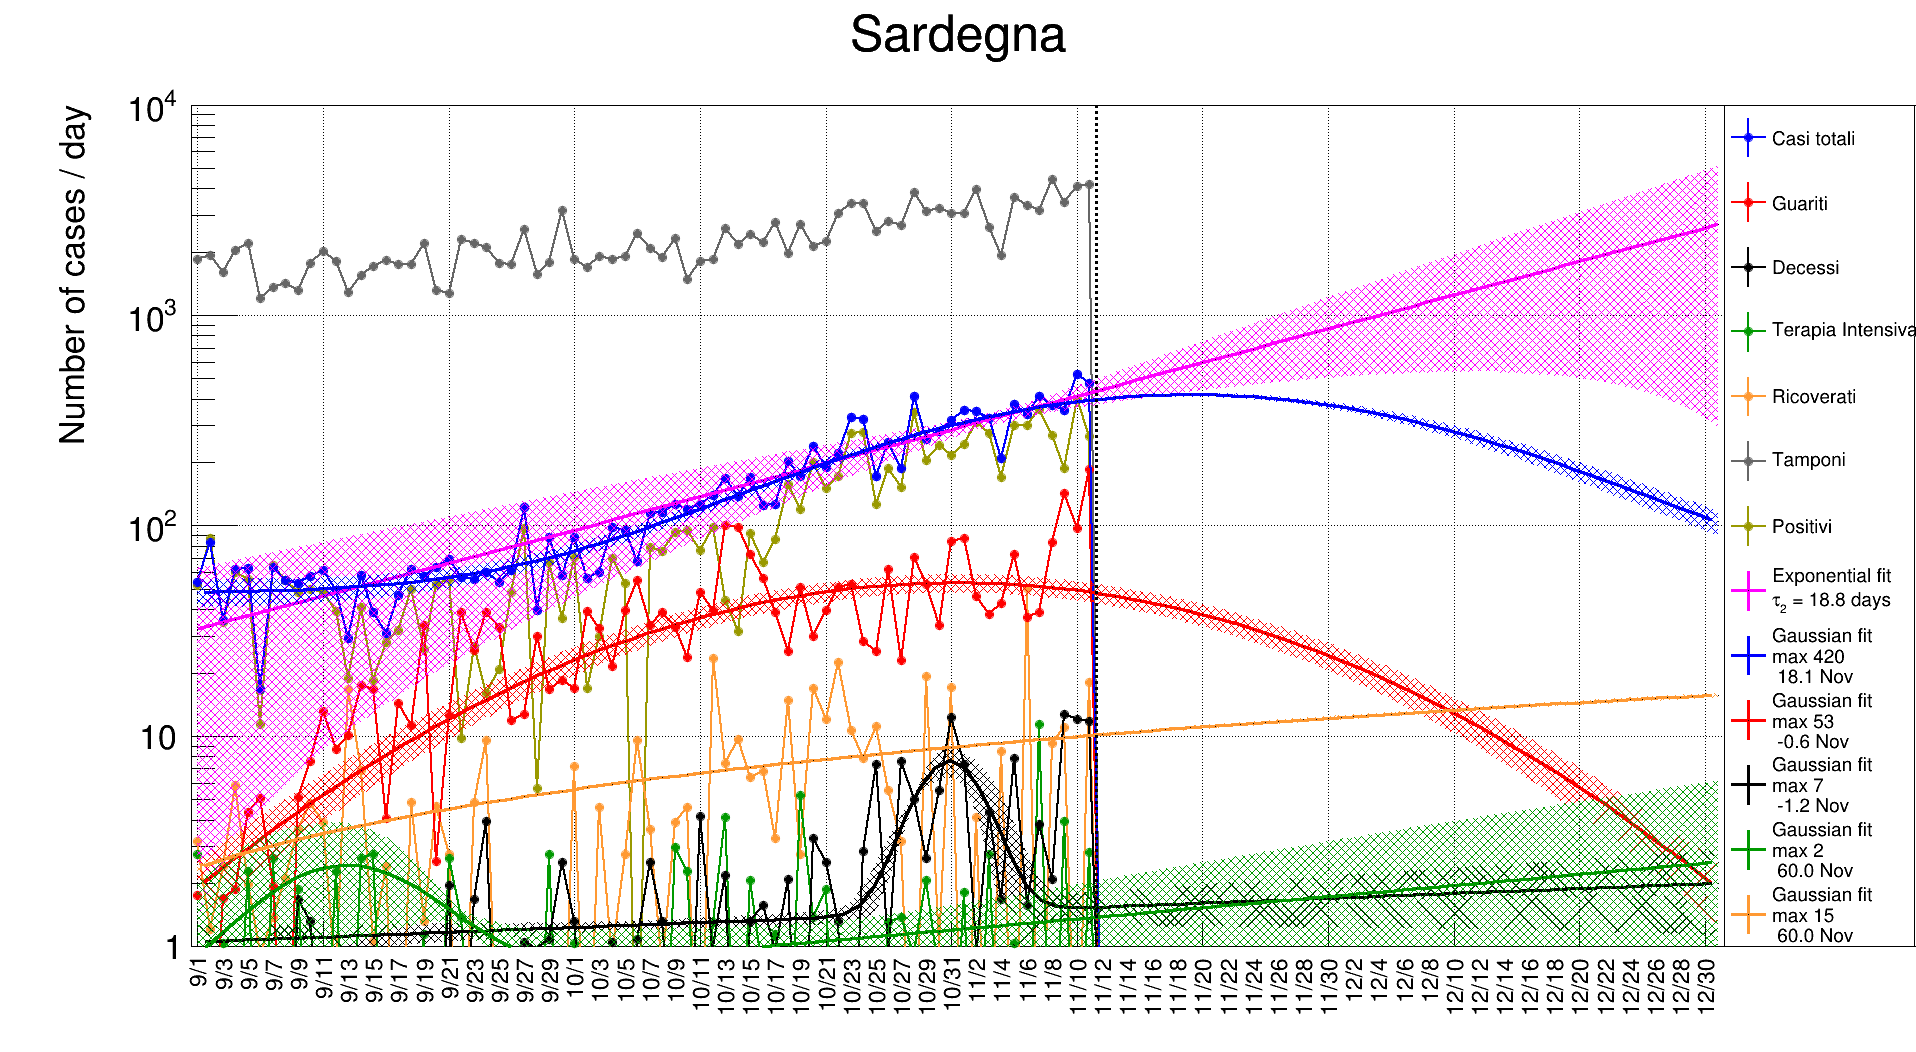 Sardegna
Number of cases / day
10^4
10^3
10^2
10
1
9/1 9/3 9/5 9/7 9/9 9/11 9/13 9/15 9/17 9/19 9/21 9/23 9/25 9/27 9/29 10/1 10/3 10/5 10/7 10/9 10/11 10/13 10/15 10/17 10/19 10/21 10/23 10/25 10/27 10/29 10/31 11/2 11/4 11/6 11/8 11/10 11/12 11/14 11/16 11/18 11/20 11/22 11/24 11/26 11/28 11/30 12/2 12/4 12/6 12/8 12/10 12/12 12/14 12/16 12/18 12/20 12/22 12/24 12/26 12/28 12/30
Casi totali
Guariti
Decessi
Terapia Intensiva
Ricoverati
Tamponi
Positivi
Exponential fit
τ₂ = 18.8 days
Gaussian fit
max 420
18.1 Nov
Gaussian fit
max 53
-0.6 Nov
Gaussian fit
max 7
-1.2 Nov
Gaussian fit
max 2
60.0 Nov
Gaussian fit
max 15
60.0 Nov